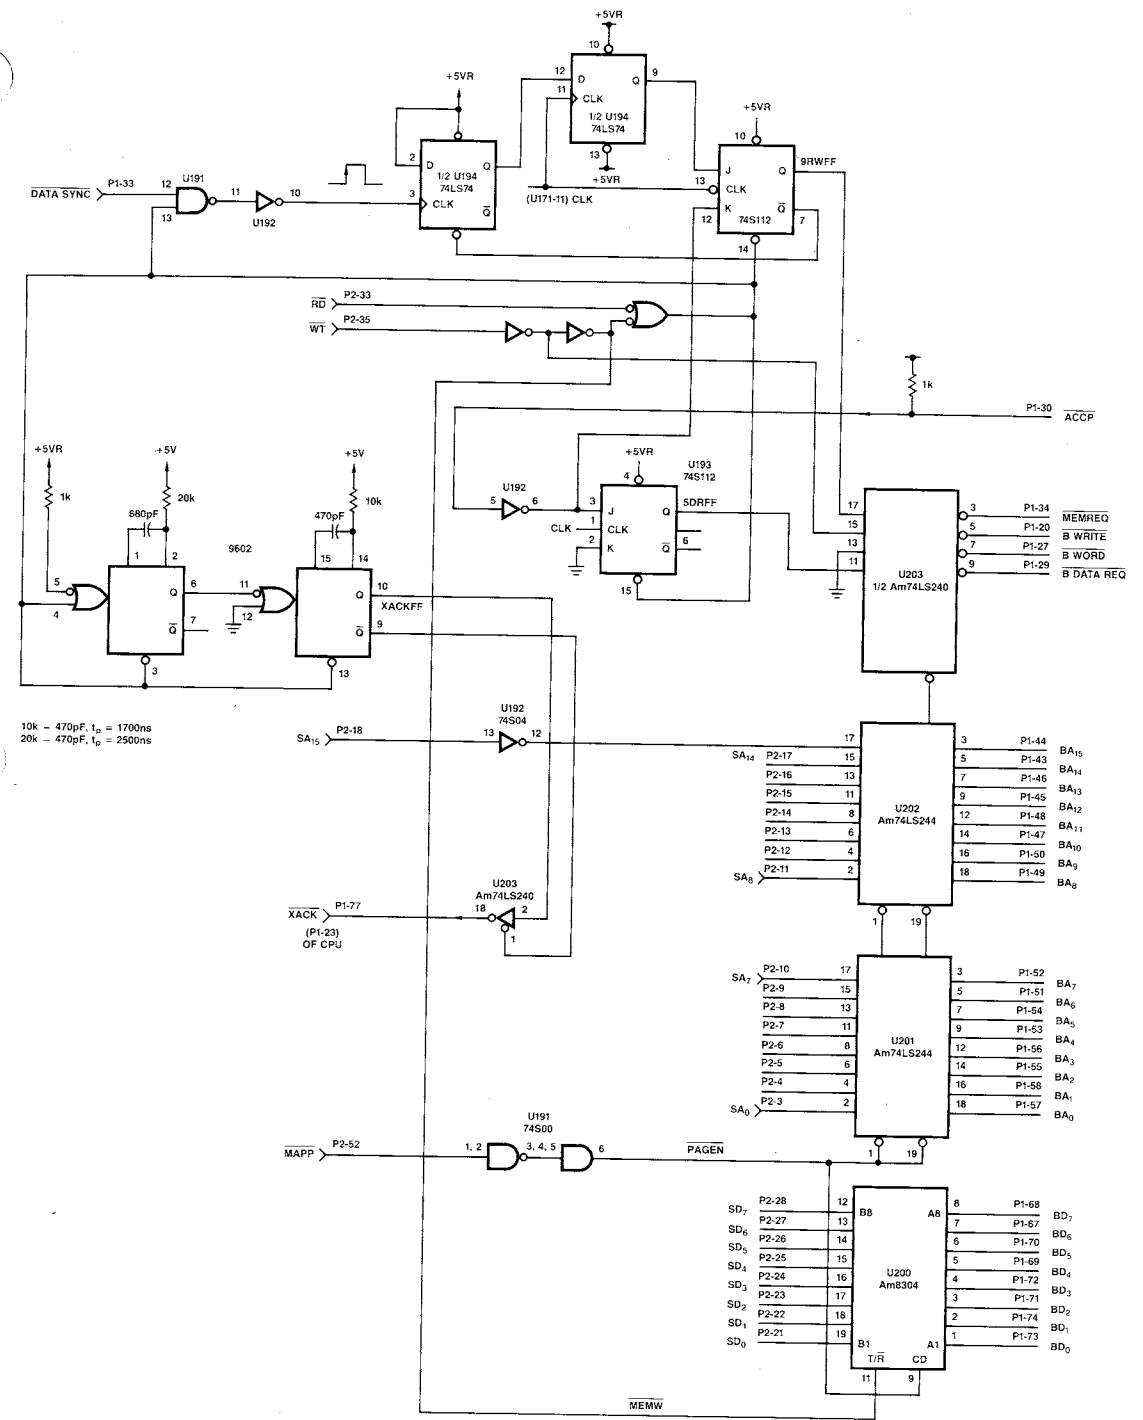 +5VR
10
12
D
Q
9
11
CLK
1/2 U194
74LS74
13
+5VR
+5VR
2
D
Q
1/2 U194
74LS74
3
CLK
Q̅
+5VR
10
J
Q
9RWFF
13
CLK
12
K
Q̅
7
74S112
14
(U171-11) CLK
DATA SYNC
P1-33
12
U191
13
11
10
U192
RD
P2-33
WT
P2-35
1k
P1-30
ACCP
+5VR
1k
+5V
20k
680pF
1
2
9602
+5V
10k
470pF
15
14
5
4
Q
6
Q̅
7
3
11
12
Q
10
XACKFF
Q̅
9
13
U192
5
6
+5VR
4
U193
74S112
3
J
Q
5DRFF
CLK
1
CLK
2
K
Q̅
6
15
17
15
13
11
U203
1/2 Am74LS240
3
P1-34
MEMREQ
5
P1-20
B WRITE
7
P1-27
B WORD
9
P1-29
B DATA REQ
10k – 470pF, tp = 1700ns
20k – 470pF, tp = 2500ns
SA15
P2-18
U192
74S04
13
12
17
3
P1-44
BA15
SA14
P2-17
15
5
P1-43
BA14
P2-16
13
7
P1-46
BA13
P2-15
11
9
P1-45
BA12
P2-14
8
12
P1-48
BA11
P2-13
6
14
P1-47
BA10
P2-12
4
16
P1-50
BA9
SA8
P2-11
2
18
P1-49
BA8
U202
Am74LS244
1
19
XACK
P1-77
(P1-23)
OF CPU
U203
Am74LS240
18
2
1
SA7
P2-10
17
3
P1-52
BA7
P2-9
15
5
P1-51
BA6
P2-8
13
7
P1-54
BA5
P2-7
11
9
P1-53
BA4
P2-6
8
12
P1-56
BA3
P2-5
6
14
P1-55
BA2
P2-4
4
16
P1-58
BA1
SA0
P2-3
2
18
P1-57
BA0
U201
Am74LS244
1
19
MAPP
P2-52
U191
74S00
1, 2
3, 4, 5
6
PAGEN
SD7
P2-28
12
B8
A8
8
P1-68
BD7
SD6
P2-27
13
7
P1-67
BD6
SD5
P2-26
14
6
P1-70
BD5
SD4
P2-25
15
5
P1-69
BD4
SD3
P2-24
16
4
P1-72
BD3
SD2
P2-23
17
3
P1-71
BD2
SD1
P2-22
18
2
P1-74
BD1
SD0
P2-21
19
B1
A1
1
P1-73
BD0
U200
Am8304
T/R̅
CD
11
9
MEMW